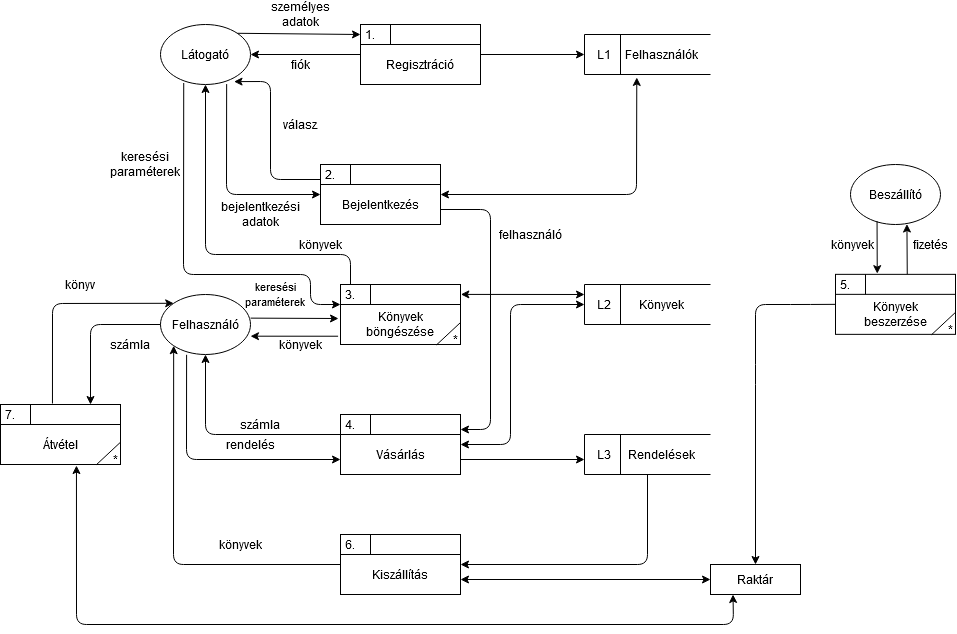 személyes
adatok
1.
Látogató
Regisztráció
fiók
L1 Felhasználók
válasz
keresési
paraméterek
2.
Bejelentkezés
bejelentkezési
adatok
Beszállító
felhasználó
könyvek
könyvek
fizetés
5.
Könyvek
beszerzése
*
könyv
keresési
paraméterek
3.
Könyvek
böngészése
*
L2 Könyvek
Felhasználó
számla
könyvek
7.
Átvétel
*
számla
4.
rendelés
Vásárlás
L3 Rendelések
könyvek
6.
Kiszállítás
Raktár